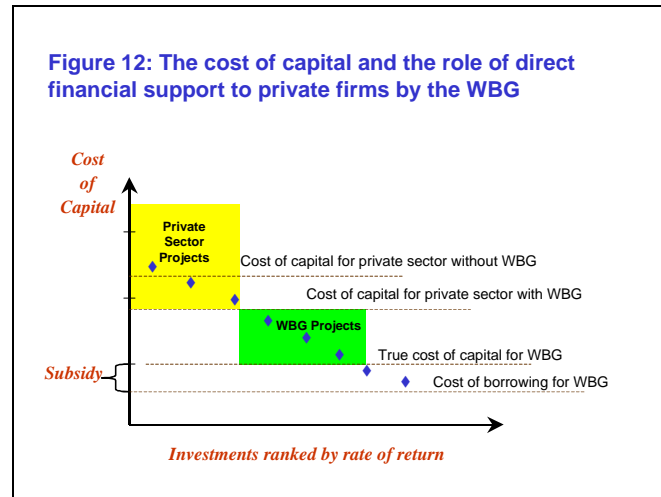 Figure 12: The cost of capital and the role of direct
financial support to private firms by the WBG
Cost
of
Capital
Private
Sector
Projects
Cost of capital for private sector without WBG
Cost of capital for private sector with WBG
WBG Projects
True cost of capital for WBG
Subsidy
Cost of borrowing for WBG
Investments ranked by rate of return